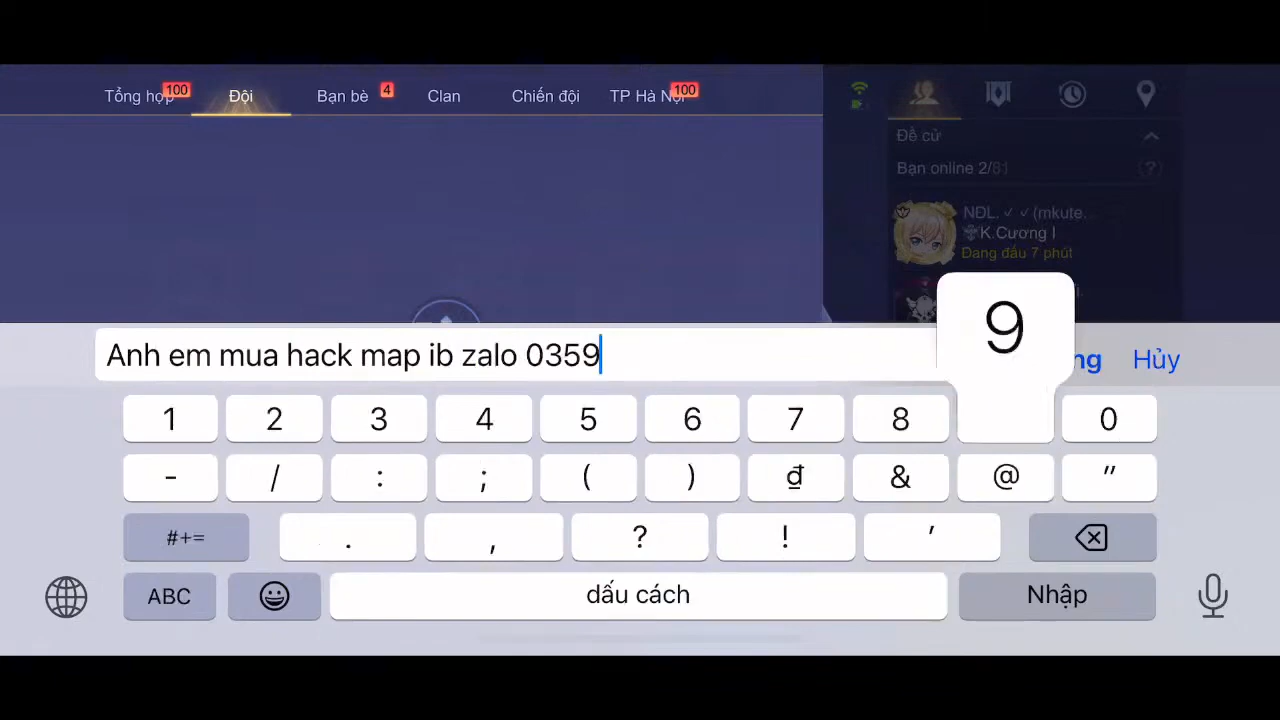 Tổng hợp 100
Đội
Bạn bè 4
Clan
Chiến đội
TP Hà Nội 100
Đề cử
Bạn online 2/81
?
NĐL. ✓ ✓ (mkute...
K.Cương I
Đang đấu 7 phút
9
Anh em mua hack map ib zalo 0359
ng
Hủy
1 2 3 4 5 6 7 8 0
- / : ; ( ) ₫ & @ "
#+= . , ? ! '
ABC dấu cách Nhập